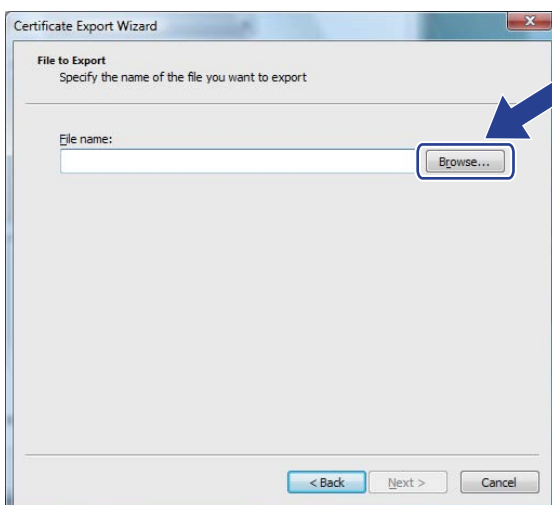 Certificate Export Wizard
File to Export
Specify the name of the file you want to export
File name:
Browse...
< Back Next > Cancel